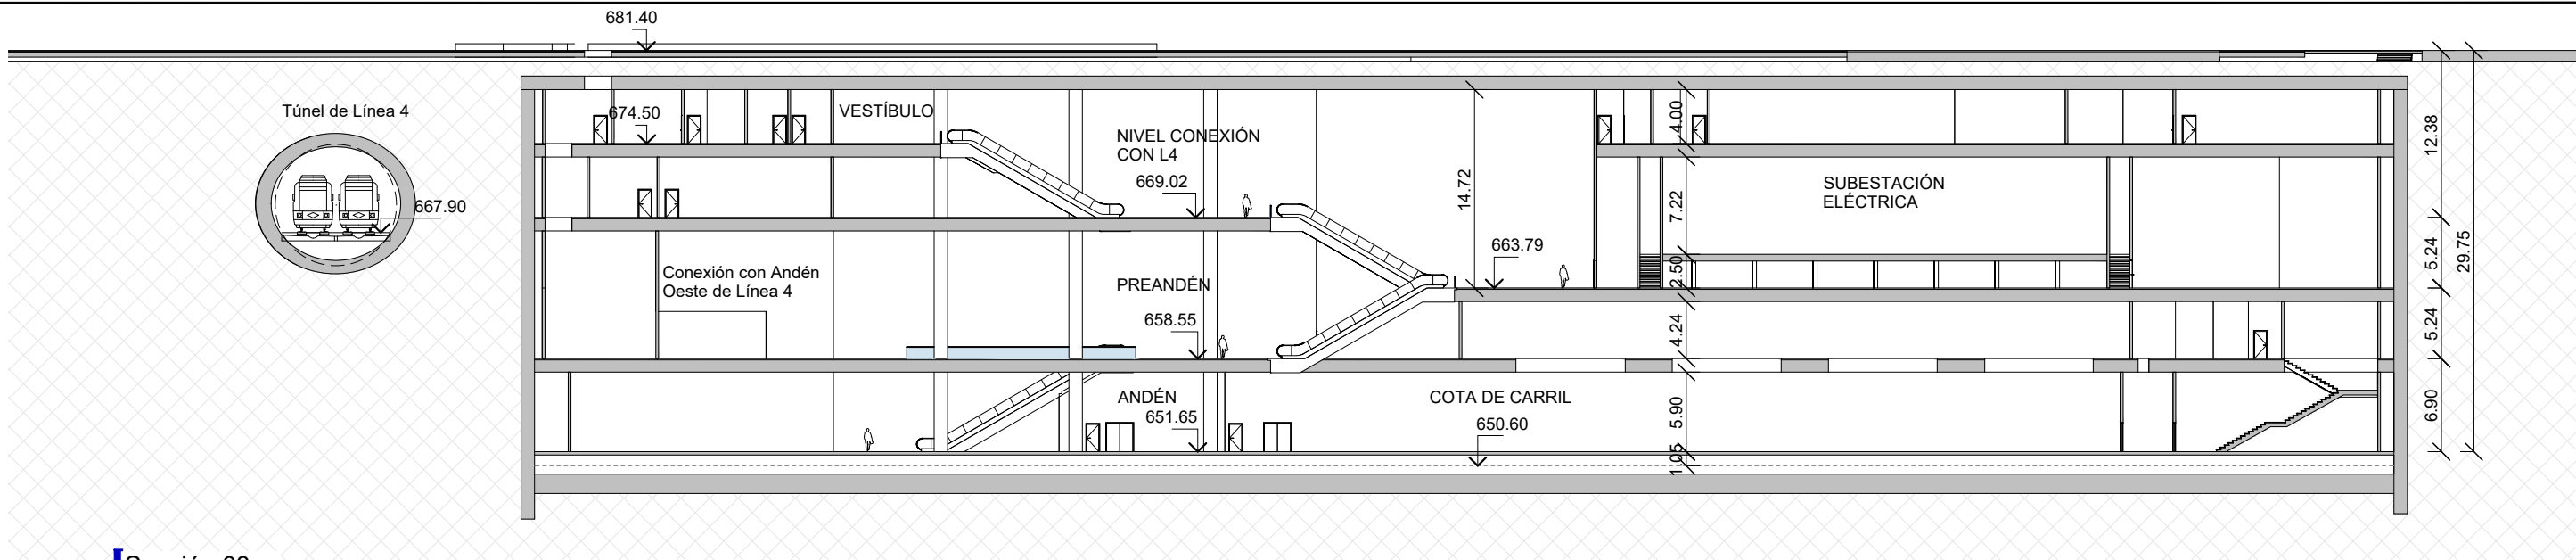 681.40
Túnel de Línea 4
674.50
VESTÍBULO
NIVEL CONEXIÓN
CON L4
669.02
667.90
4.00
12.38
14.72
7.22
SUBESTACIÓN
ELÉCTRICA
663.79
5.24
29.75
2.50
Conexión con Andén
Oeste de Línea 4
PREANDÉN
658.55
4.24
5.24
ANDÉN
651.65
COTA DE CARRIL
650.60
5.90
6.90
1.05